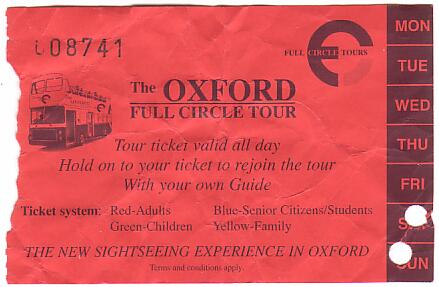 L08741
FULL CIRCLE TOURS
The OXFORD
FULL CIRCLE TOUR
Tour ticket valid all day
Hold on to your ticket to rejoin the tour
With your own Guide
Ticket system: Red-Adults Blue-Senior Citizens/Students
Green-Children Yellow-Family
THE NEW SIGHTSEEING EXPERIENCE IN OXFORD
Terms and conditions apply.
MON
TUE
WED
THU
FRI
SUN